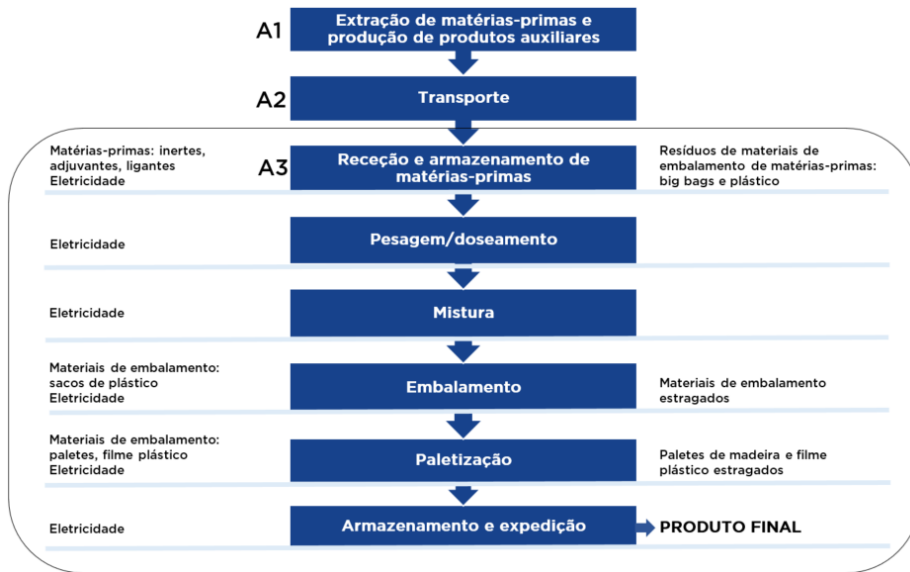 A1
Extração de matérias-primas e
produção de produtos auxiliares
A2
Transporte
Matérias-primas: inertes,
adjuvantes, ligantes
Eletricidade
A3
Receção e armazenamento de
matérias-primas
Resíduos de materiais de
embalamento de matérias-primas:
big bags e plástico
Eletricidade
Pesagem/doseamento
Eletricidade
Mistura
Materiais de embalamento:
sacos de plástico
Eletricidade
Embalamento
Materiais de embalamento
estragados
Materiais de embalamento:
paletes, filme plástico
Eletricidade
Paletização
Paletes de madeira e filme
plástico estragados
Eletricidade
Armazenamento e expedição
PRODUTO FINAL